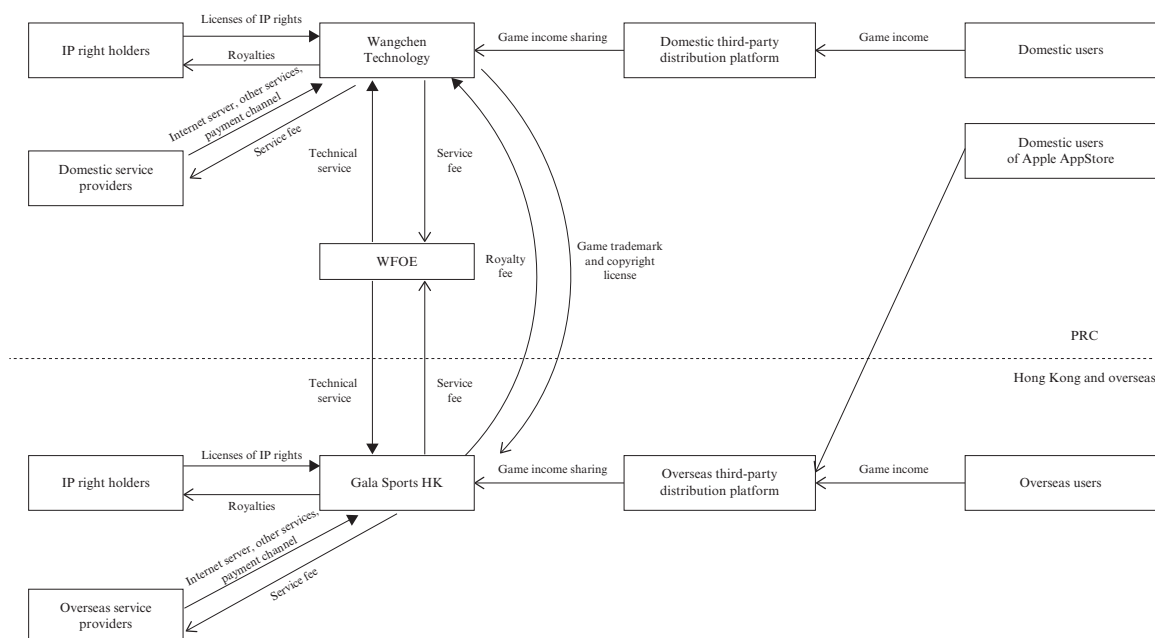 Licenses of IP rights
IP right holders
Royalties
Wangchen
Technology
Game income sharing
Domestic third-party
distribution platform
Game income
Domestic users
Internet server, other services,
payment channel
Service fee
Domestic service
providers
Technical
service
Service
fee
Domestic users
of Apple AppStore
WFOE
Royalty
fee
Game trademark
and copyright
license
PRC
Hong Kong and overseas
Technical
service
Service
fee
Licenses of IP rights
IP right holders
Royalties
Gala Sports HK
Game income sharing
Overseas third-party
distribution platform
Game income
Overseas users
Internet server, other services,
payment channel
Service fee
Overseas service
providers